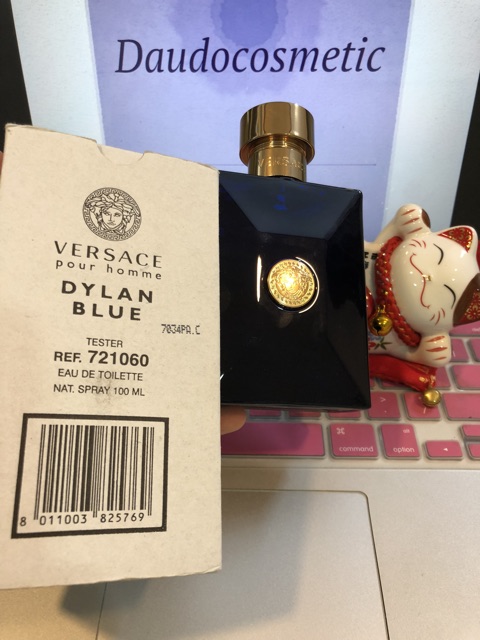 Daudocosmetic
VERSACE
VERSACE
pour homme
DYLAN
BLUE
7034PA.C
TESTER
REF. 721060
EAU DE TOILETTE
NAT. SPRAY 100 ML
8 011003 825769
⌘
command
option